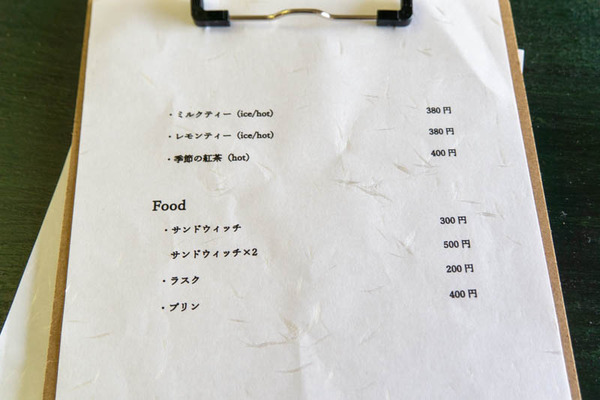 ・ミルクティー（ice/hot） 380 円
・レモンティー（ice/hot） 380 円
・季節の紅茶（hot） 400 円
Food
・サンドウィッチ 300 円
サンドウィッチ×2 500 円
・ラスク 200 円
・プリン 400 円